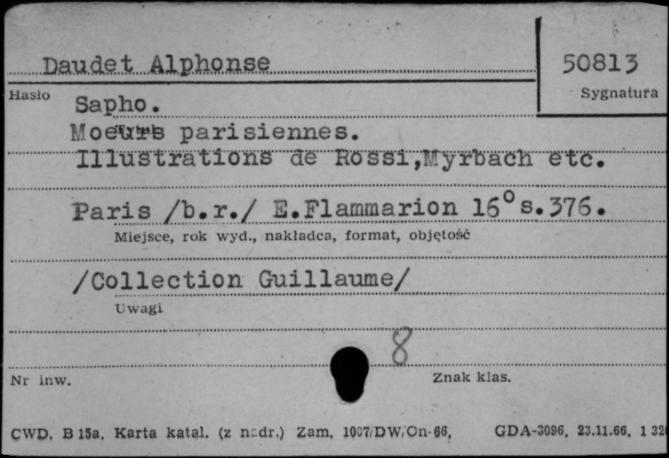 Daudet Alphonse
50813
Hasło
Sygnatura
Sapho.
Moeurs parisiennes.
Illustrations de Rossi,Myrbach etc.
Paris /b.r./ E.Flammarion 16° s.376.
Miejsce, rok wyd., nakładca, format, objętość
/Collection Guillaume/
Uwagi
8
Nr inw.
Znak klas.
CWD, B 15a, Karta katal. (z nadr.) Zam. 1007/DW/On-66, GDA-3096, 23.11.66,